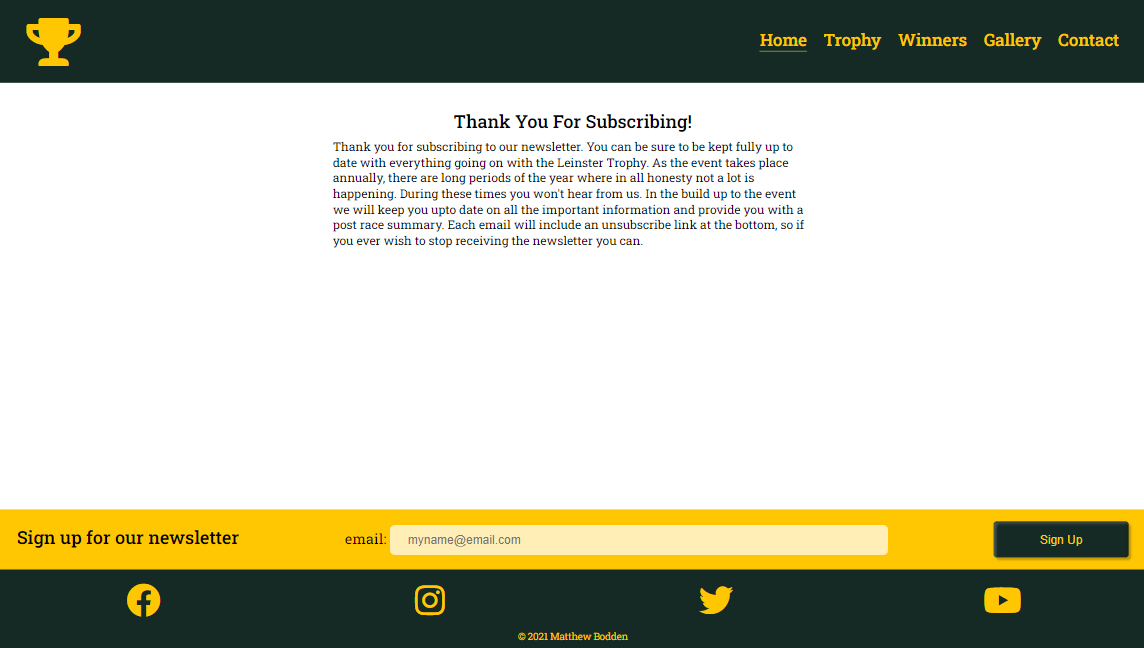 Home Trophy Winners Gallery Contact
Thank You For Subscribing!
Thank you for subscribing to our newsletter. You can be sure to be kept fully up to
date with everything going on with the Leinster Trophy. As the event takes place
annually, there are long periods of the year where in all honesty not a lot is
happening. During these times you won't hear from us. In the build up to the event
we will keep you upto date on all the important information and provide you with a
post race summary. Each email will include an unsubscribe link at the bottom, so if
you ever wish to stop receiving the newsletter you can.
Sign up for our newsletter email: myname@email.com Sign Up
© 2021 Matthew Bodden